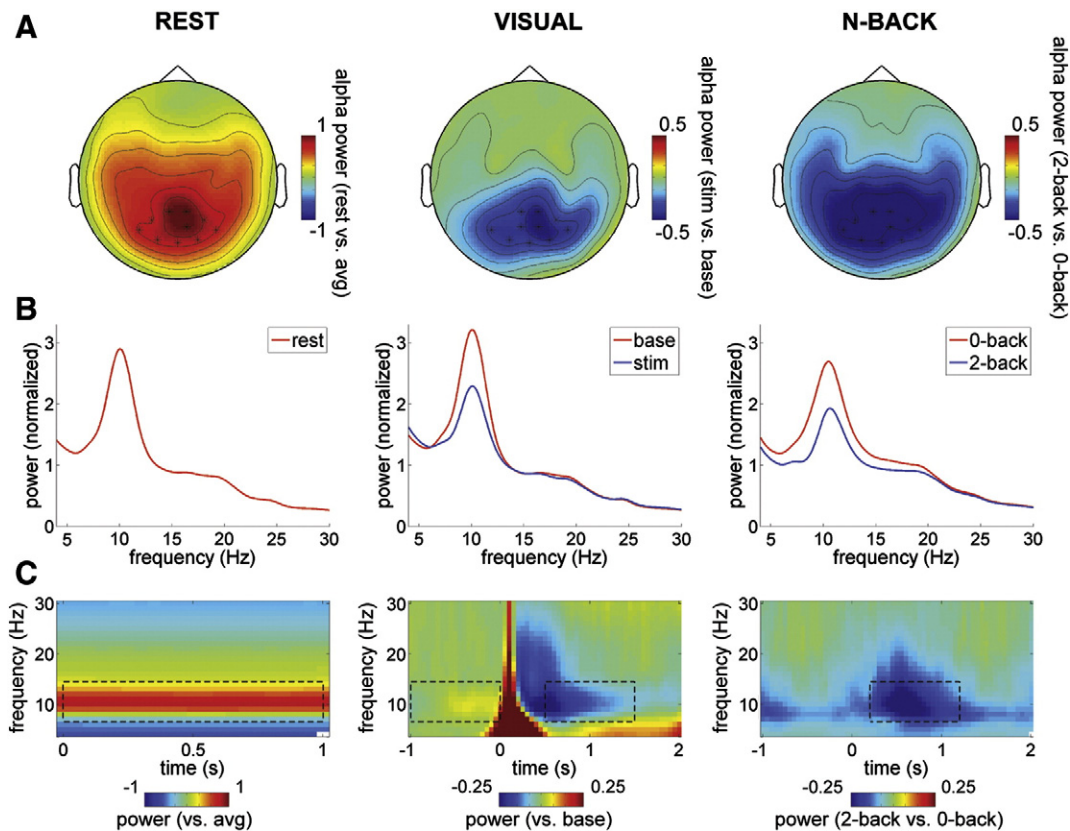 A
REST
VISUAL
N-BACK
1
-1
alpha power (rest vs. avg)
0.5
-0.5
alpha power (stim vs. base)
0.5
-0.5
alpha power (2-back vs. 0-back)
B
power (normalized)
3
2
1
0
rest
5 10 15 20 25 30
frequency (Hz)
power (normalized)
3
2
1
0
base
stim
5 10 15 20 25 30
frequency (Hz)
power (normalized)
3
2
1
0
0-back
2-back
5 10 15 20 25 30
frequency (Hz)
C
frequency (Hz)
30
20
10
0 0.5 1
time (s)
-1 1
power (vs. avg)
frequency (Hz)
30
20
10
-1 0 1 2
time (s)
-0.25 0.25
power (vs. base)
frequency (Hz)
30
20
10
-1 0 1 2
time (s)
-0.25 0.25
power (2-back vs. 0-back)